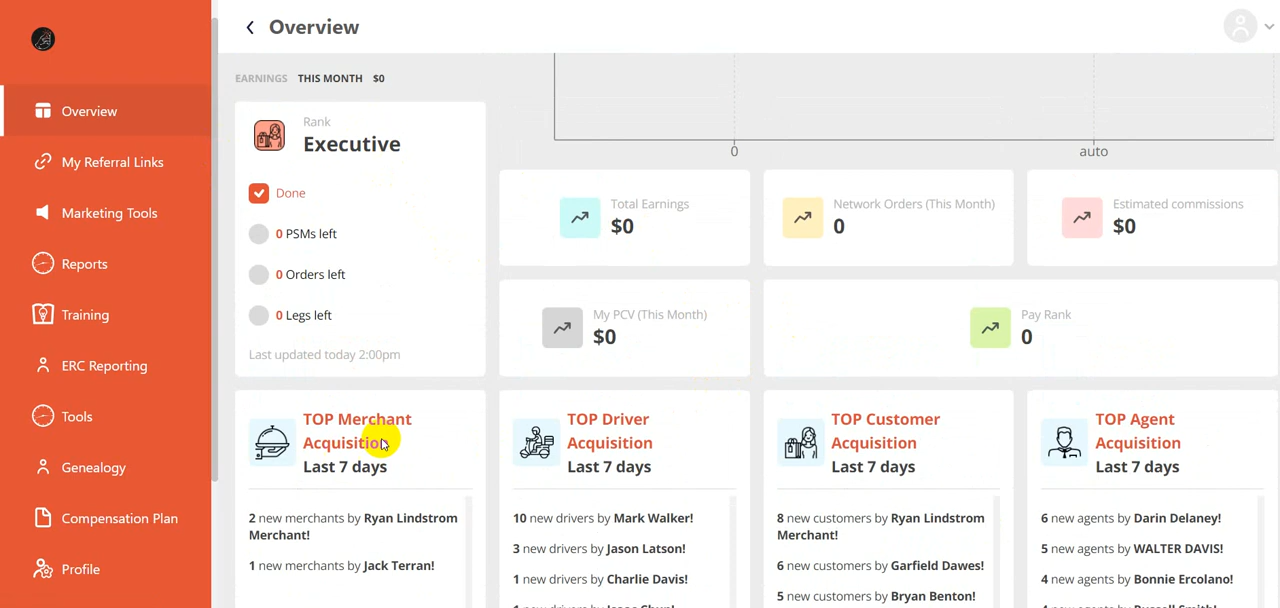 Overview
My Referral Links
Marketing Tools
Reports
Training
ERC Reporting
Tools
Genealogy
Compensation Plan
Profile
Overview
EARNINGS THIS MONTH $0
Rank
Executive
Done
0 PSMs left
0 Orders left
0 Legs left
Last updated today 2:00pm
0 auto
Total Earnings
$0
Network Orders (This Month)
0
Estimated commissions
$0
My PCV (This Month)
$0
Pay Rank
0
TOP Merchant
Acquisition
Last 7 days
2 new merchants by Ryan Lindstrom
Merchant!
1 new merchants by Jack Terran!
TOP Driver
Acquisition
Last 7 days
10 new drivers by Mark Walker!
3 new drivers by Jason Latson!
1 new drivers by Charlie Davis!
TOP Customer
Acquisition
Last 7 days
8 new customers by Ryan Lindstrom
Merchant!
6 new customers by Garfield Dawes!
5 new customers by Bryan Benton!
TOP Agent
Acquisition
Last 7 days
6 new agents by Darin Delaney!
5 new agents by WALTER DAVIS!
4 new agents by Bonnie Ercolano!